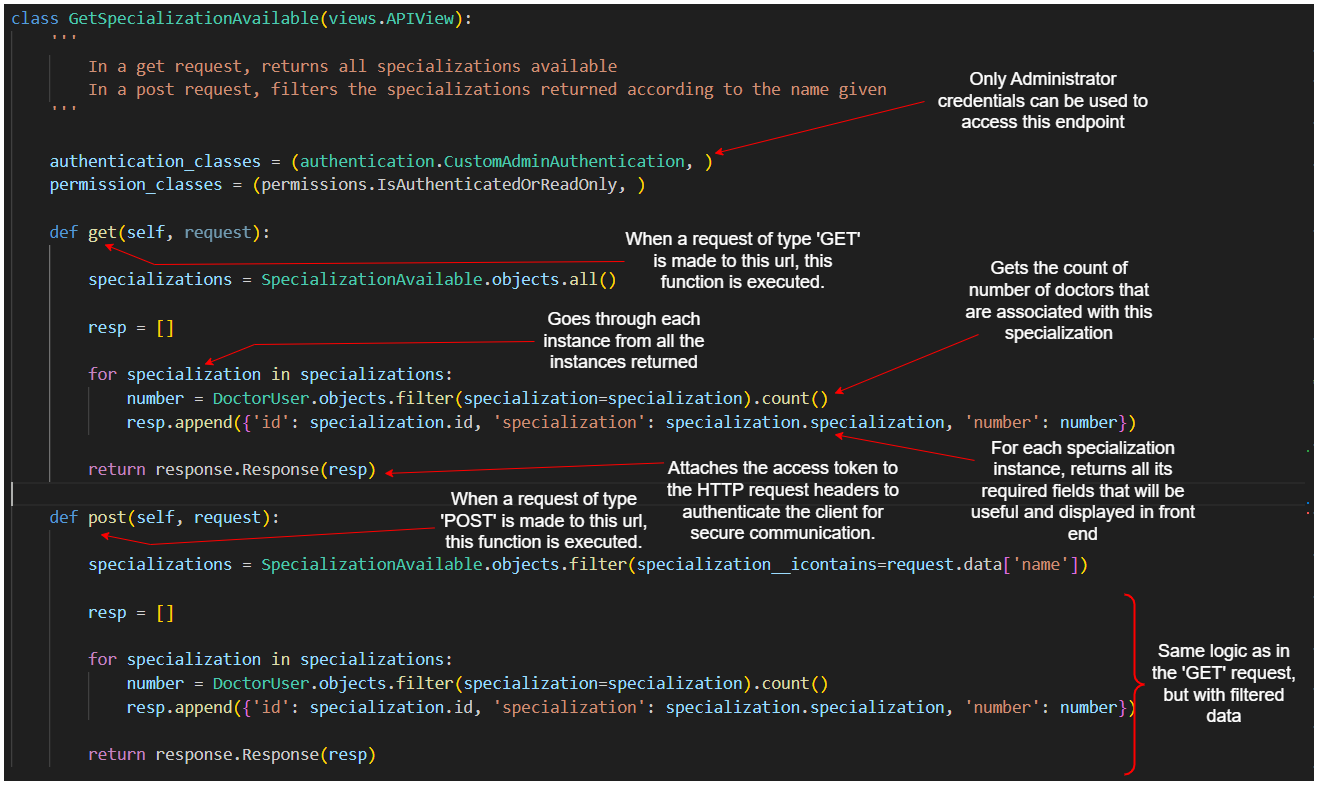 class GetSpecializationAvailable(views.APIView):
'''
In a get request, returns all specializations available
In a post request, filters the specializations returned according to the name given
'''
Only Administrator
credentials can be used to
access this endpoint
authentication_classes = (authentication.CustomAdminAuthentication, )
permission_classes = (permissions.IsAuthenticatedOrReadOnly, )
def get(self, request):
When a request of type 'GET'
is made to this url, this
function is executed.
specializations = SpecializationAvailable.objects.all()
Gets the count of
number of doctors that
are associated with this
specialization
resp = []
Goes through each
instance from all the
instances returned
for specialization in specializations:
number = DoctorUser.objects.filter(specialization=specialization).count()
resp.append({'id': specialization.id, 'specialization': specialization.specialization, 'number': number})
For each specialization
instance, returns all its
required fields that will be
useful and displayed in front
end
return response.Response(resp)
Attaches the access token to
the HTTP request headers to
authenticate the client for
secure communication.
When a request of type
'POST' is made to this url,
this function is executed.
def post(self, request):
specializations = SpecializationAvailable.objects.filter(specialization__icontains=request.data['name'])
resp = []
for specialization in specializations:
number = DoctorUser.objects.filter(specialization=specialization).count()
resp.append({'id': specialization.id, 'specialization': specialization.specialization, 'number': number})
Same logic as in
the 'GET' request,
but with filtered
data
return response.Response(resp)